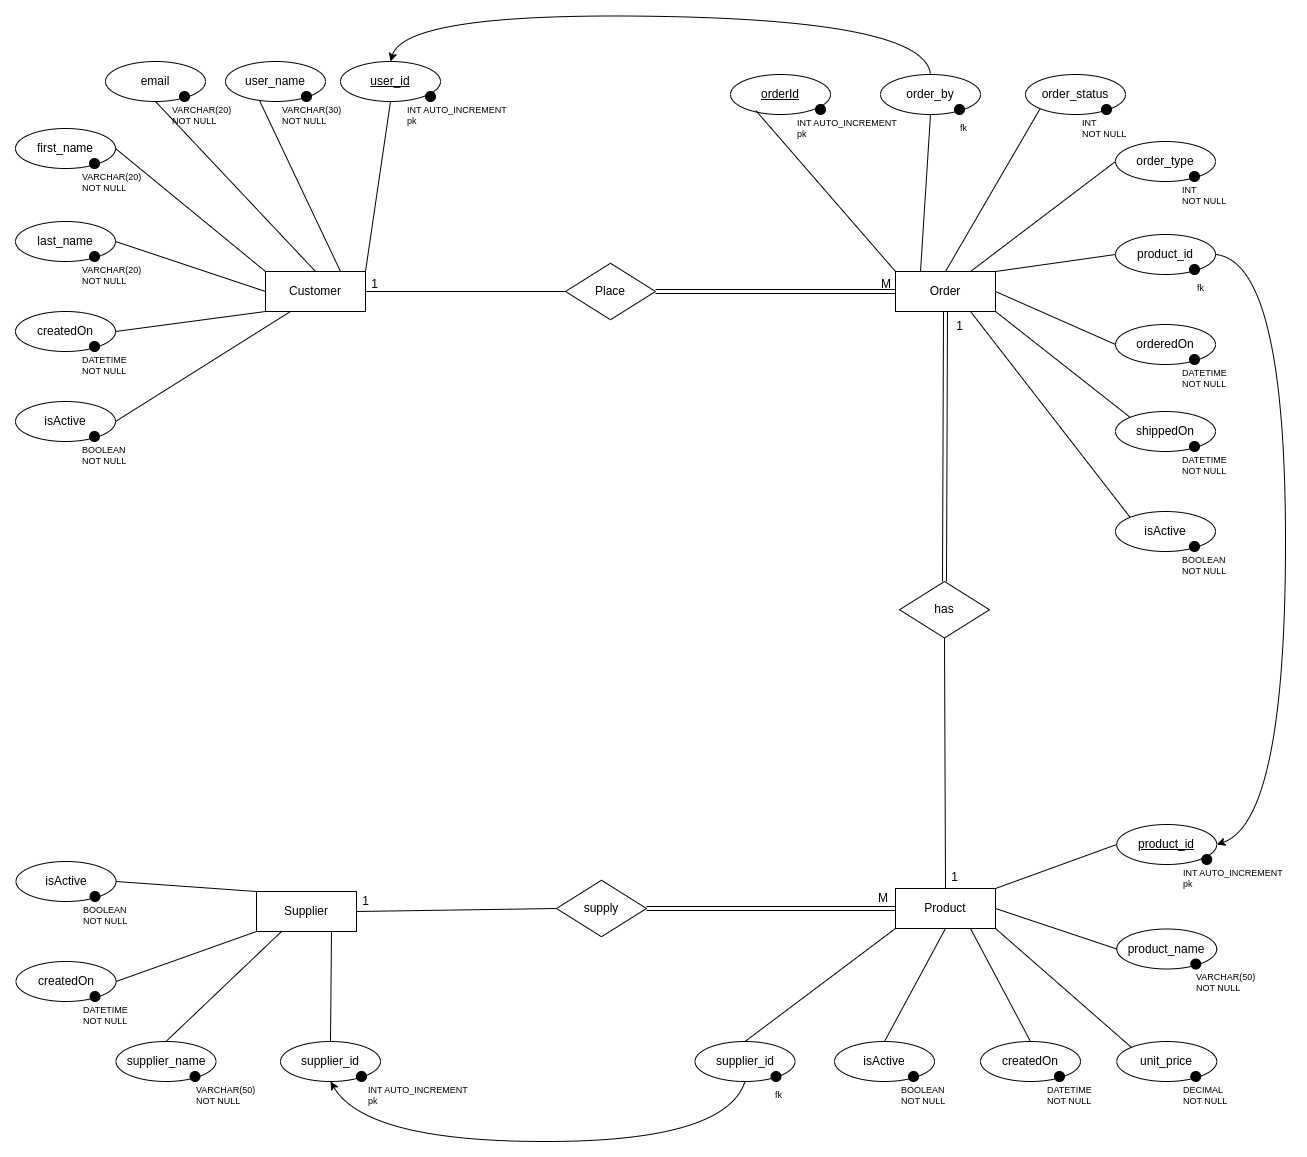 email
VARCHAR(20)
NOT NULL
user_name
VARCHAR(30)
NOT NULL
user_id
INT AUTO_INCREMENT
pk
first_name
VARCHAR(20)
NOT NULL
last_name
VARCHAR(20)
NOT NULL
createdOn
DATETIME
NOT NULL
isActive
BOOLEAN
NOT NULL
Customer
1
Place
M
Order
1
orderId
INT AUTO_INCREMENT
pk
order_by
fk
order_status
INT
NOT NULL
order_type
INT
NOT NULL
product_id
fk
orderedOn
DATETIME
NOT NULL
shippedOn
DATETIME
NOT NULL
isActive
BOOLEAN
NOT NULL
has
1
isActive
BOOLEAN
NOT NULL
createdOn
DATETIME
NOT NULL
supplier_name
VARCHAR(50)
NOT NULL
supplier_id
INT AUTO_INCREMENT
pk
Supplier
1
supply
M
Product
product_id
INT AUTO_INCREMENT
pk
product_name
VARCHAR(50)
NOT NULL
supplier_id
fk
isActive
BOOLEAN
NOT NULL
createdOn
DATETIME
NOT NULL
unit_price
DECIMAL
NOT NULL